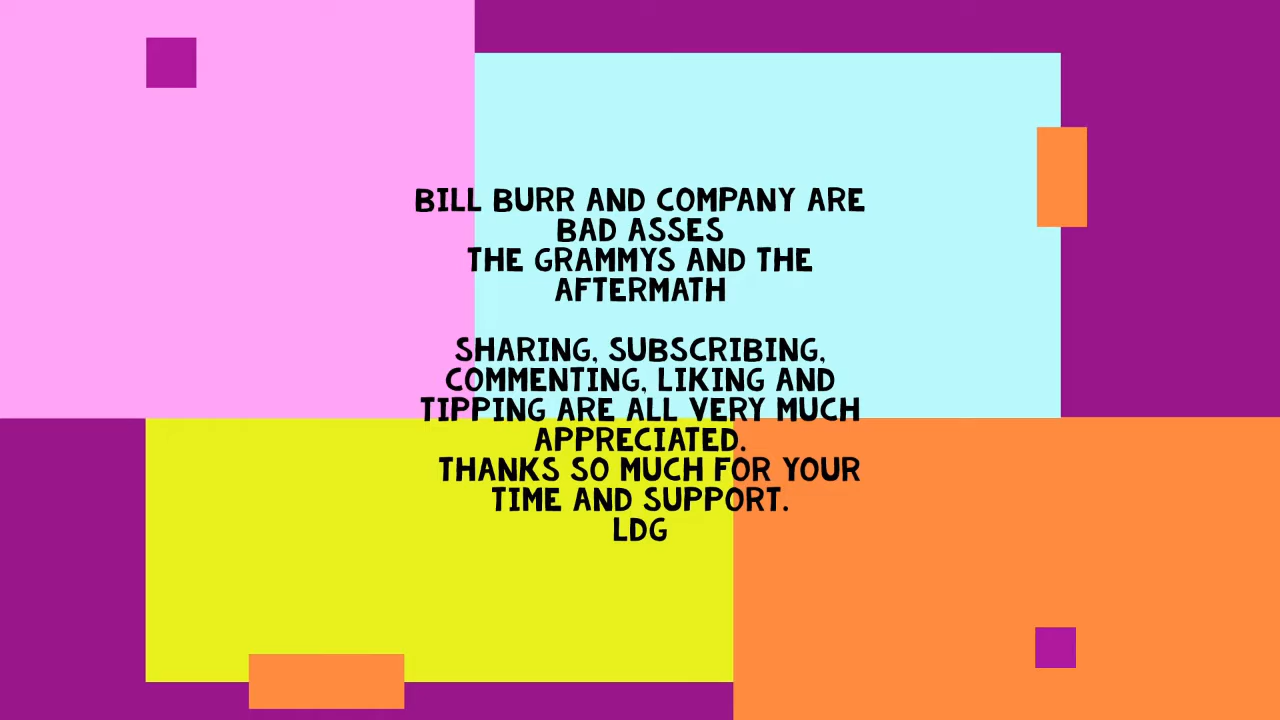 BILL BURR AND COMPANY ARE
BAD ASSES
THE GRAMMYS AND THE
AFTERMATH
SHARING, SUBSCRIBING,
COMMENTING, LIKING AND
TIPPING ARE ALL VERY MUCH
APPRECIATED.
THANKS SO MUCH FOR YOUR
TIME AND SUPPORT.
LDG